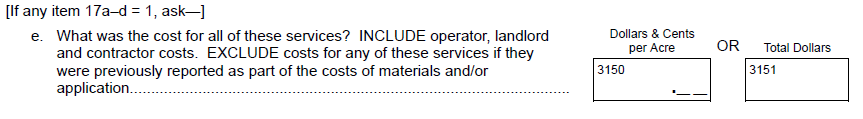 [If any item 17a–d = 1, ask—]
e. What was the cost for all of these services? INCLUDE operator, landlord
and contractor costs. EXCLUDE costs for any of these services if they
were previously reported as part of the costs of materials and/or
application..........................................................................................................
Dollars & Cents
per Acre
OR
Total Dollars
3150
.__ __
3151